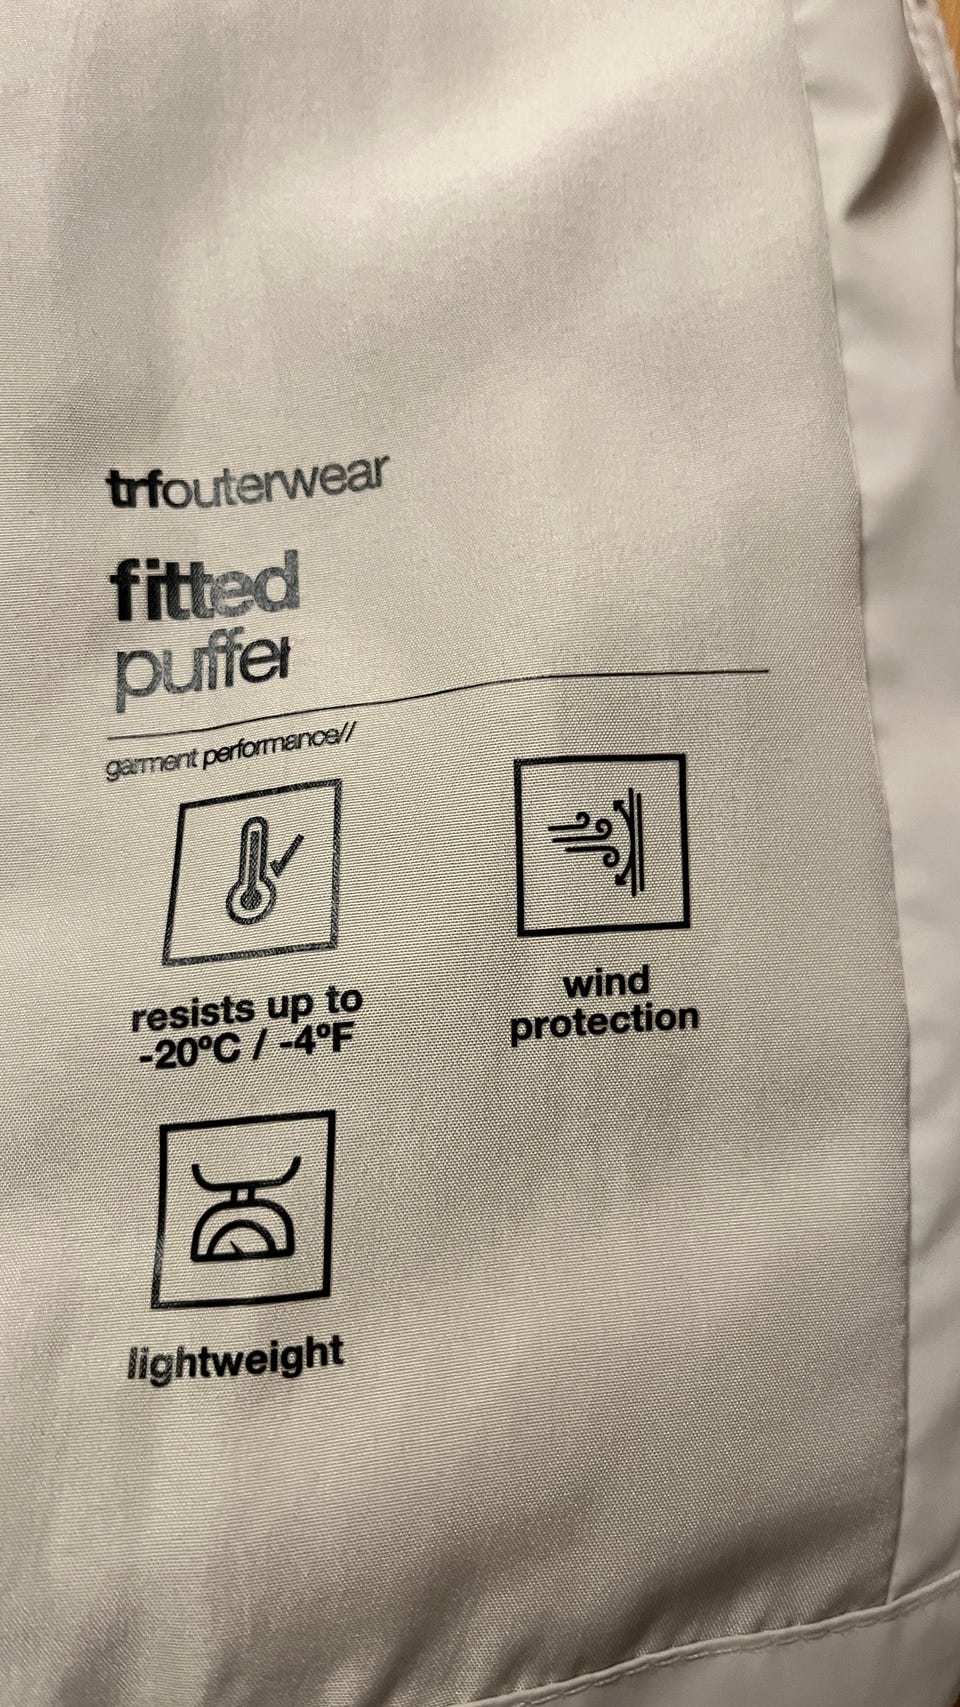 trfouterwear
fitted
puffer
garment performance//
resists up to
-20ºC / -4ºF
wind
protection
lightweight